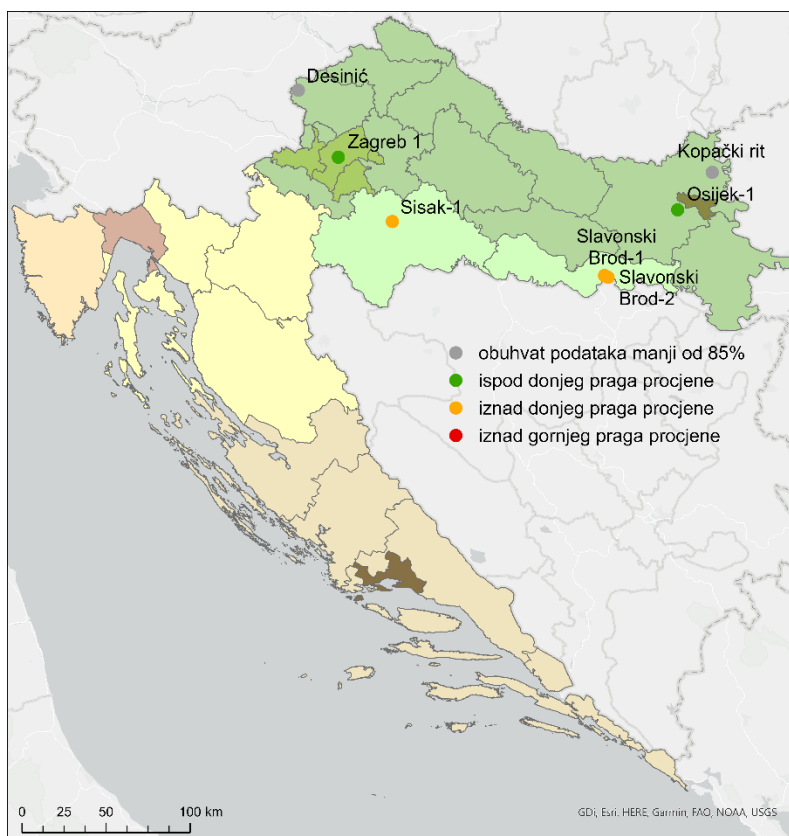 Desinić
Zagreb 1
Kopački rit
Osijek-1
Sisak-1
Slavonski
Brod-1
Slavonski
Brod-2
obuhvat podataka manji od 85%
ispod donjeg praga procjene
iznad donjeg praga procjene
iznad gornjeg praga procjene
0 25 50 100 km
GDi, Esri, HERE, Garmin, FAO, NOAA, USGS